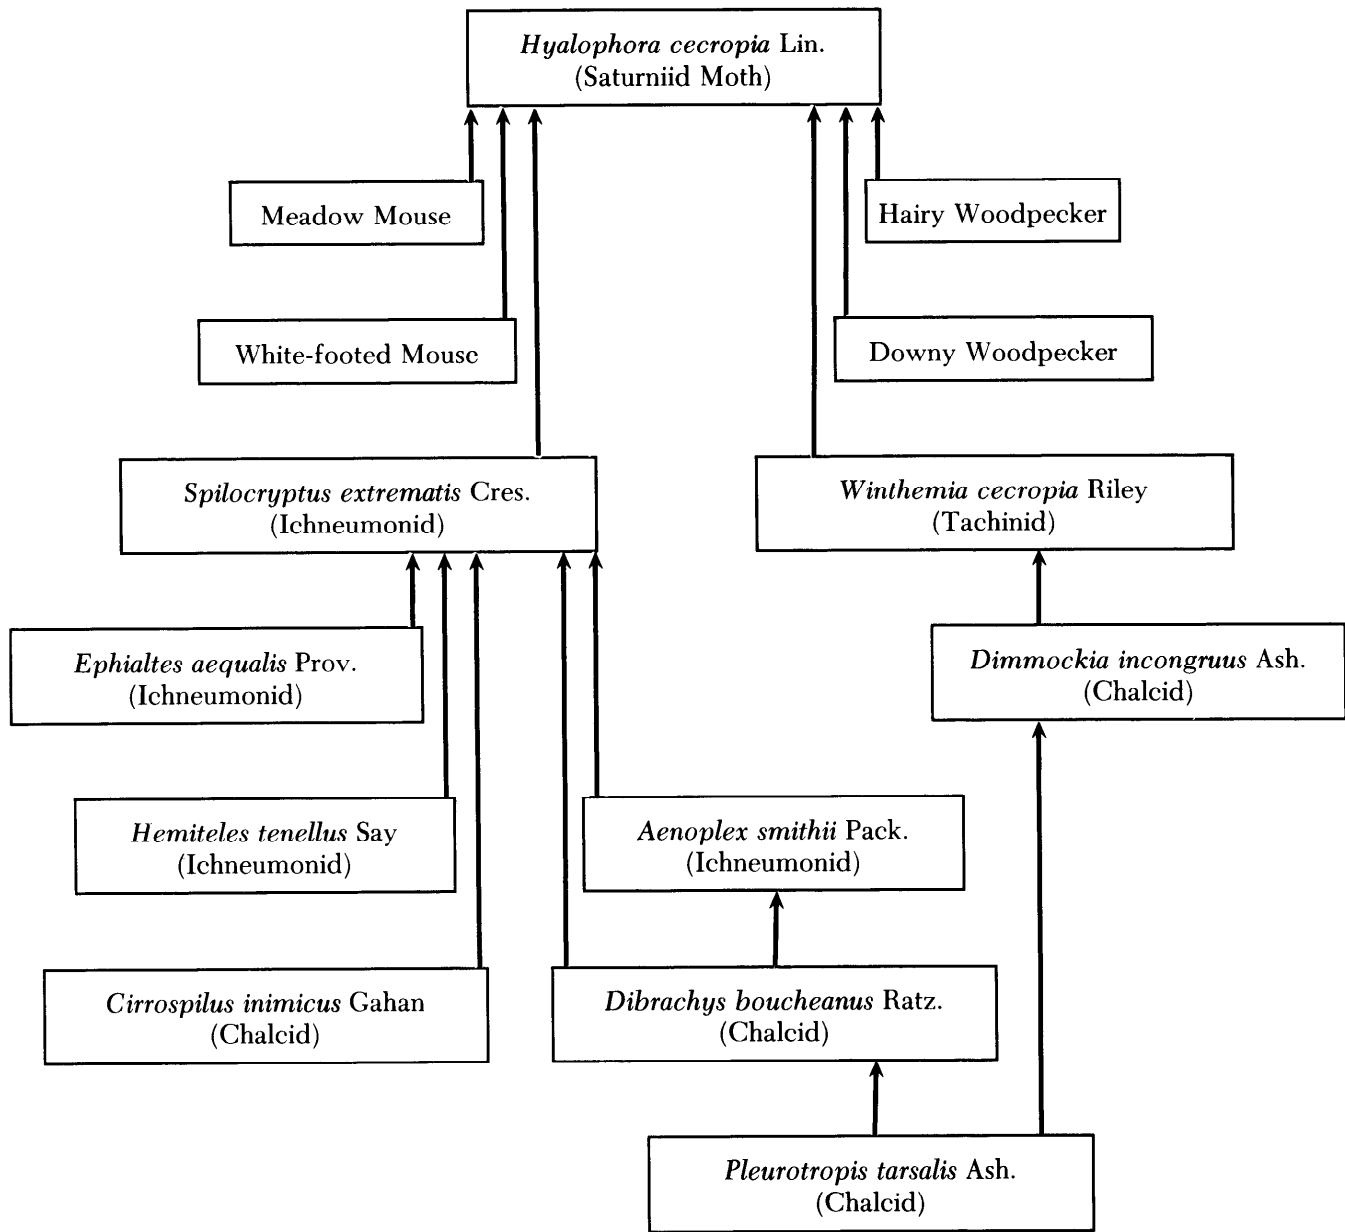 Hyalophora cecropia Lin.
(Saturniid Moth)
Meadow Mouse
Hairy Woodpecker
White-footed Mouse
Downy Woodpecker
Spilocryptus extrematis Cres.
(Ichneumonid)
Winthemia cecropia Riley
(Tachinid)
Ephialtes aequalis Prov.
(Ichneumonid)
Dimmockia incongruus Ash.
(Chalcid)
Hemiteles tenellus Say
(Ichneumonid)
Aenoplex smithii Pack.
(Ichneumonid)
Cirrospilus inimicus Gahan
(Chalcid)
Dibrachys boucheanus Ratz.
(Chalcid)
Pleurotropis tarsalis Ash.
(Chalcid)